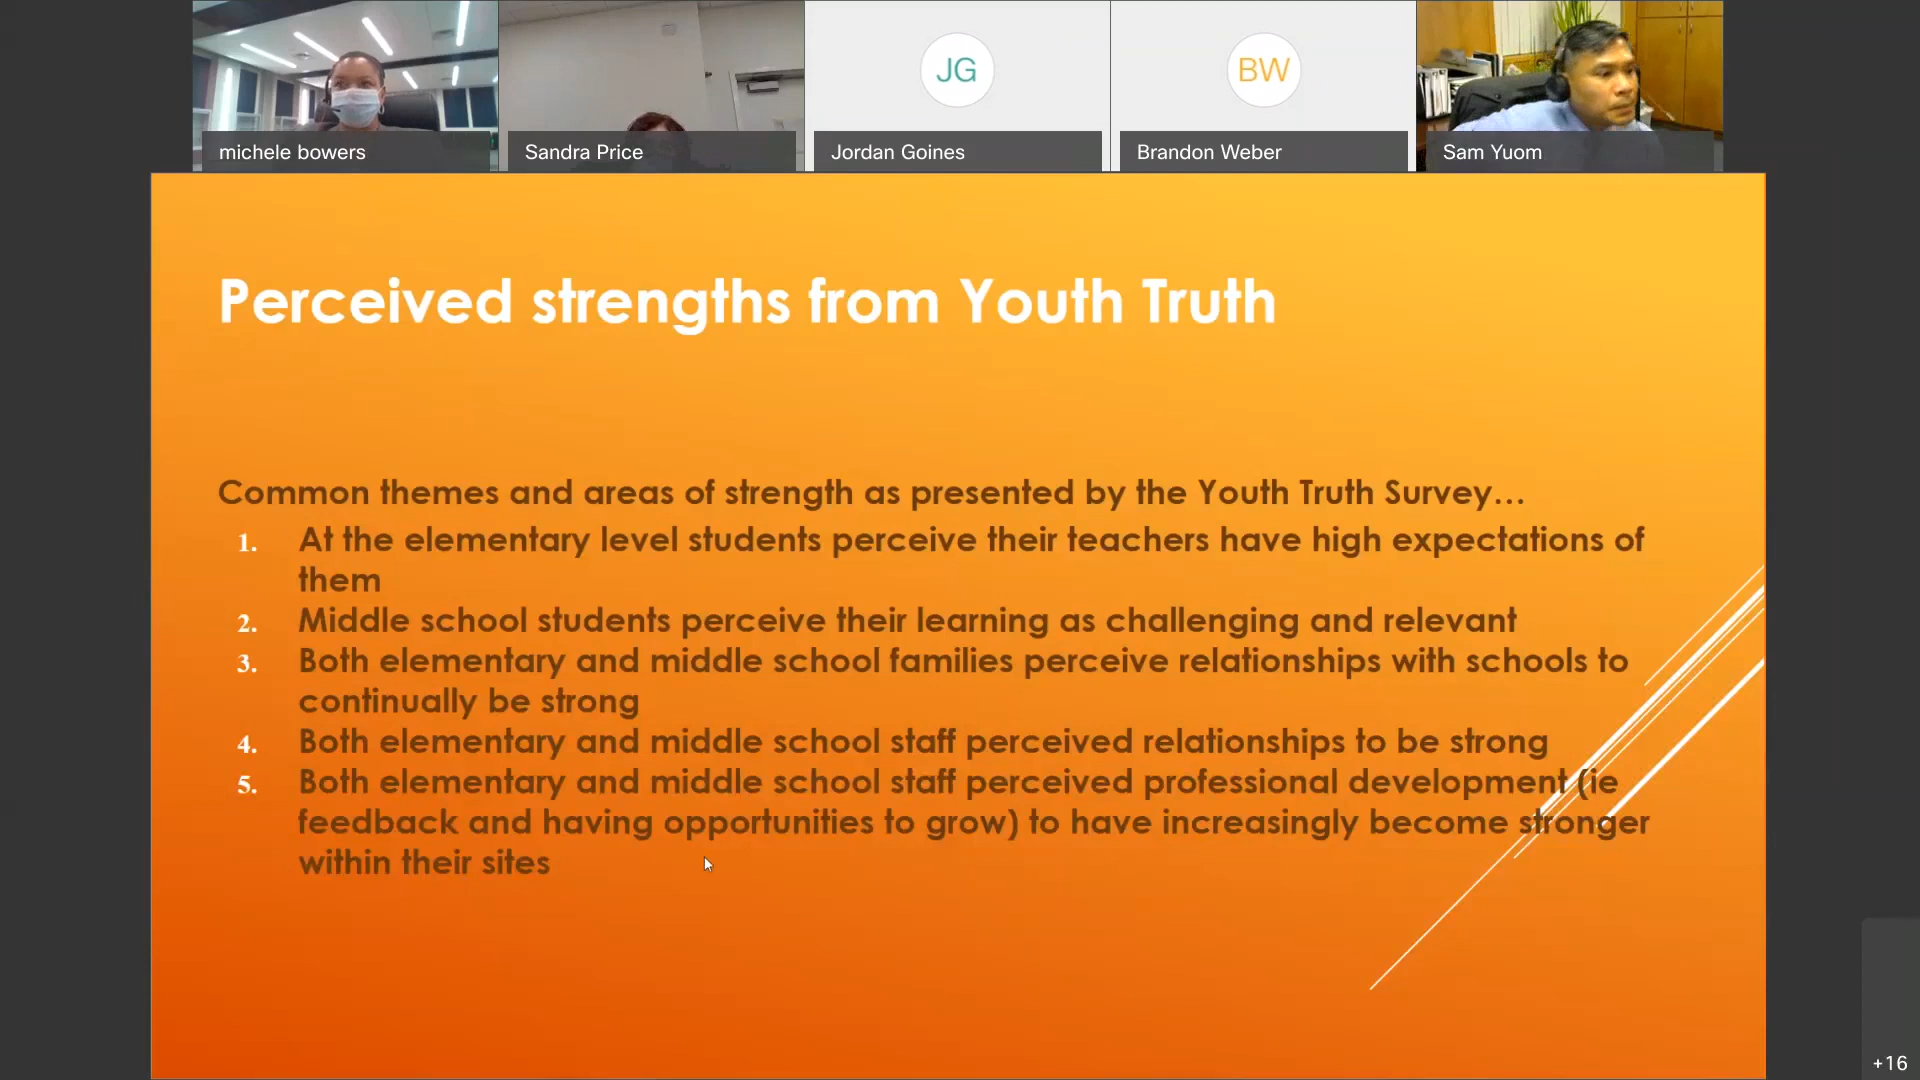 michele bowers
Sandra Price
JG
Jordan Goines
BW
Brandon Weber
Sam Yuom
Perceived strengths from Youth Truth
Common themes and areas of strength as presented by the Youth Truth Survey...
1. At the elementary level students perceive their teachers have high expectations of
them
2. Middle school students perceive their learning as challenging and relevant
3. Both elementary and middle school families perceive relationships with schools to
continually be strong
4. Both elementary and middle school staff perceived relationships to be strong
5. Both elementary and middle school staff perceived professional development (ie
feedback and having opportunities to grow) to have increasingly become stronger
within their sites
+16